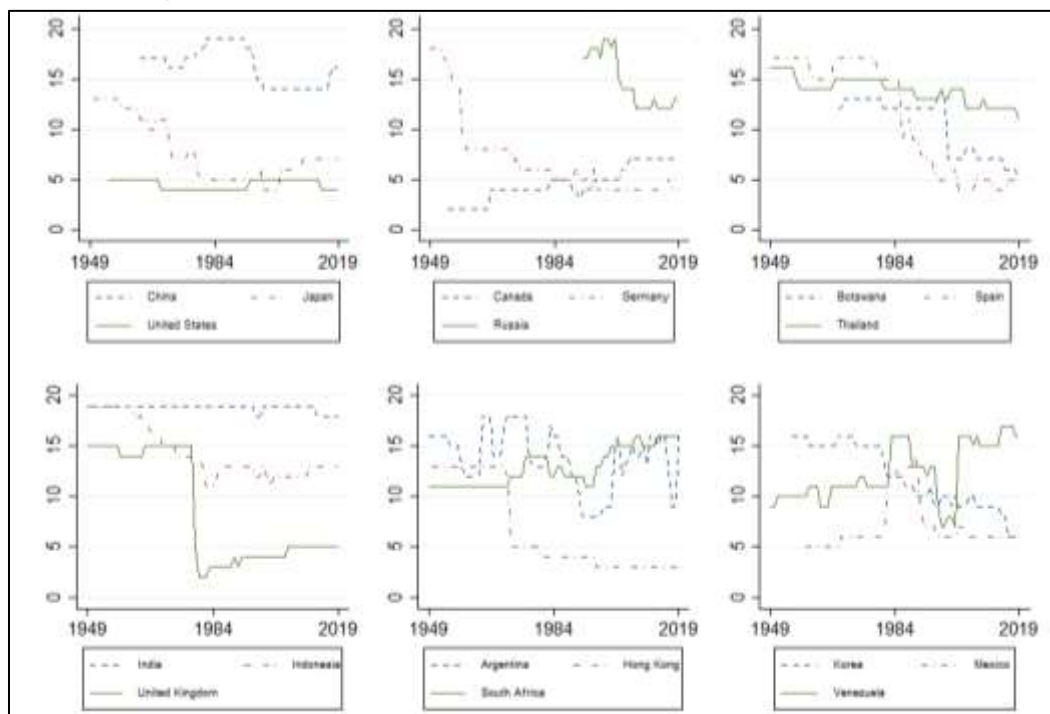 20 20 20
15 15 15
10 10 10
5 5 5
0 0 0
1949 1984 2019 1949 1984 2019 1949 1984 2019
China Japan Canada Germany Botswana Spain
United States Russia Thailand
20 20 20
15 15 15
10 10 10
5 5 5
0 0 0
1949 1984 2019 1949 1984 2019 1949 1984 2019
India Indonesia Argentina Hong Kong Korea Mexico
United Kingdom South Africa Venezuela